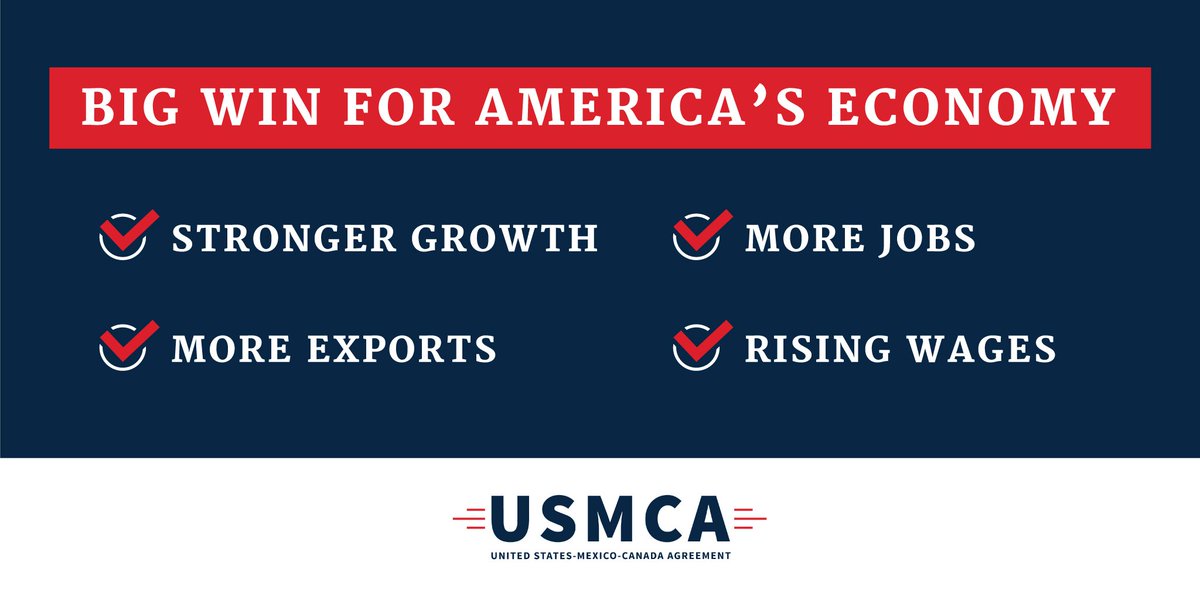 BIG WIN FOR AMERICA’S ECONOMY
STRONGER GROWTH
MORE JOBS
MORE EXPORTS
RISING WAGES
USMCA
UNITED STATES-MEXICO-CANADA AGREEMENT